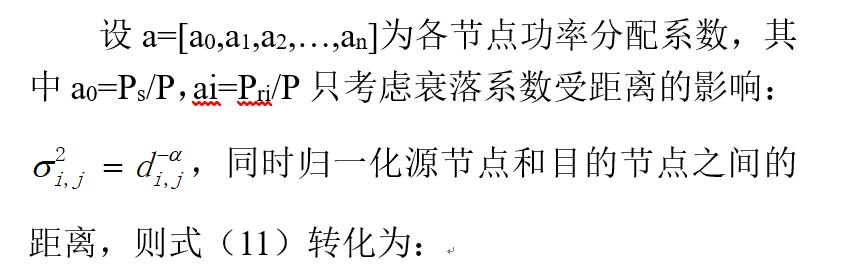 设 a=[a₀,a₁,a₂,…,aₙ]为各节点功率分配系数，其
中 a₀=Pₛ/P，ai=Pᵣᵢ/P 只考虑衰落系数受距离的影响：
σ²ᵢ,ⱼ = d⁻ᵅᵢ,ⱼ，同时归一化源节点和目的节点之间的
距离，则式（11）转化为：